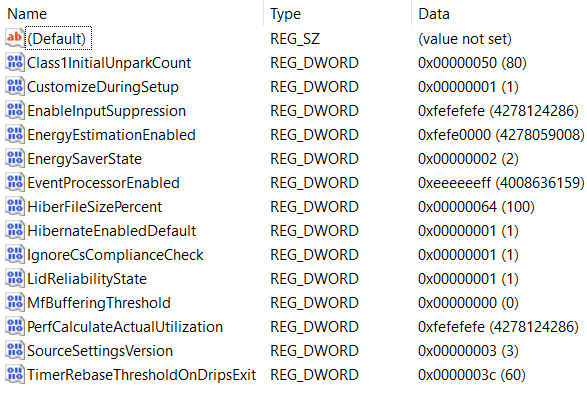 Name Type Data
ab (Default) REG_SZ (value not set)
Class1InitialUnparkCount REG_DWORD 0x00000050 (80)
CustomizeDuringSetup REG_DWORD 0x00000001 (1)
EnableInputSuppression REG_DWORD 0xfefefefe (4278124286)
EnergyEstimationEnabled REG_DWORD 0xfefe0000 (4278059008)
EnergySaverState REG_DWORD 0x00000002 (2)
EventProcessorEnabled REG_DWORD 0xeeeeeeff (4008636159)
HiberFileSizePercent REG_DWORD 0x00000064 (100)
HibernateEnabledDefault REG_DWORD 0x00000001 (1)
IgnoreCsComplianceCheck REG_DWORD 0x00000001 (1)
LidReliabilityState REG_DWORD 0x00000001 (1)
MfBufferingThreshold REG_DWORD 0x00000000 (0)
PerfCalculateActualUtilization REG_DWORD 0xfefefefe (4278124286)
SourceSettingsVersion REG_DWORD 0x00000003 (3)
TimerRebaseThresholdOnDripsExit REG_DWORD 0x0000003c (60)